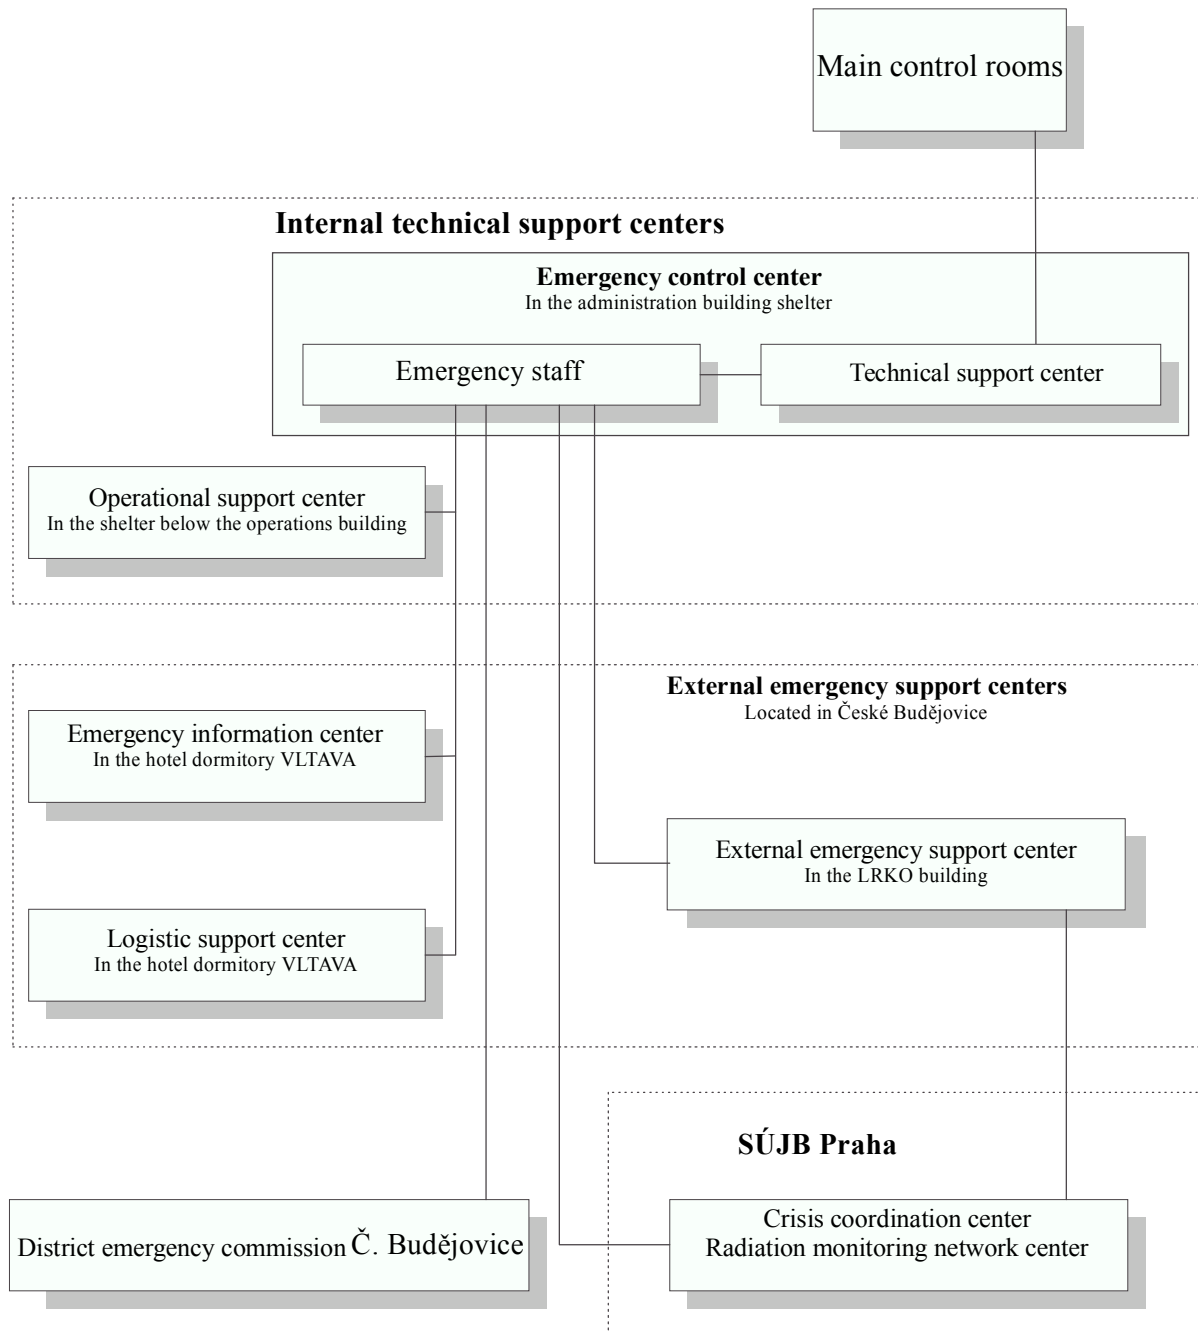 Main control rooms
Internal technical support centers
Emergency control center
In the administration building shelter
Emergency staff
Technical support center
Operational support center
In the shelter below the operations building
External emergency support centers
Located in České Budějovice
Emergency information center
In the hotel dormitory VLTAVA
External emergency support center
In the LRKO building
Logistic support center
In the hotel dormitory VLTAVA
SÚJB Praha
District emergency commission Č. Budějovice
Crisis coordination center
Radiation monitoring network center